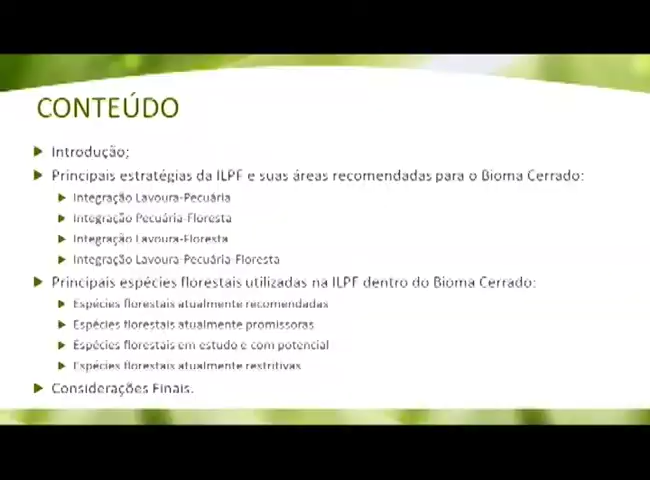 CONTEÚDO
Introdução;
Principais estratégias da ILPF e suas áreas recomendadas para o Bioma Cerrado:
Integração Lavoura-Pecuária
Integração Pecuária-Floresta
Integração Lavoura-Floresta
Integração Lavoura-Pecuária-Floresta
Principais espécies florestais utilizadas na ILPF dentro do Bioma Cerrado:
Espécies florestais atualmente recomendadas
Espécies florestais atualmente promissoras
Espécies florestais em estudo e com potencial
Espécies florestais atualmente restritivas
Considerações Finais.